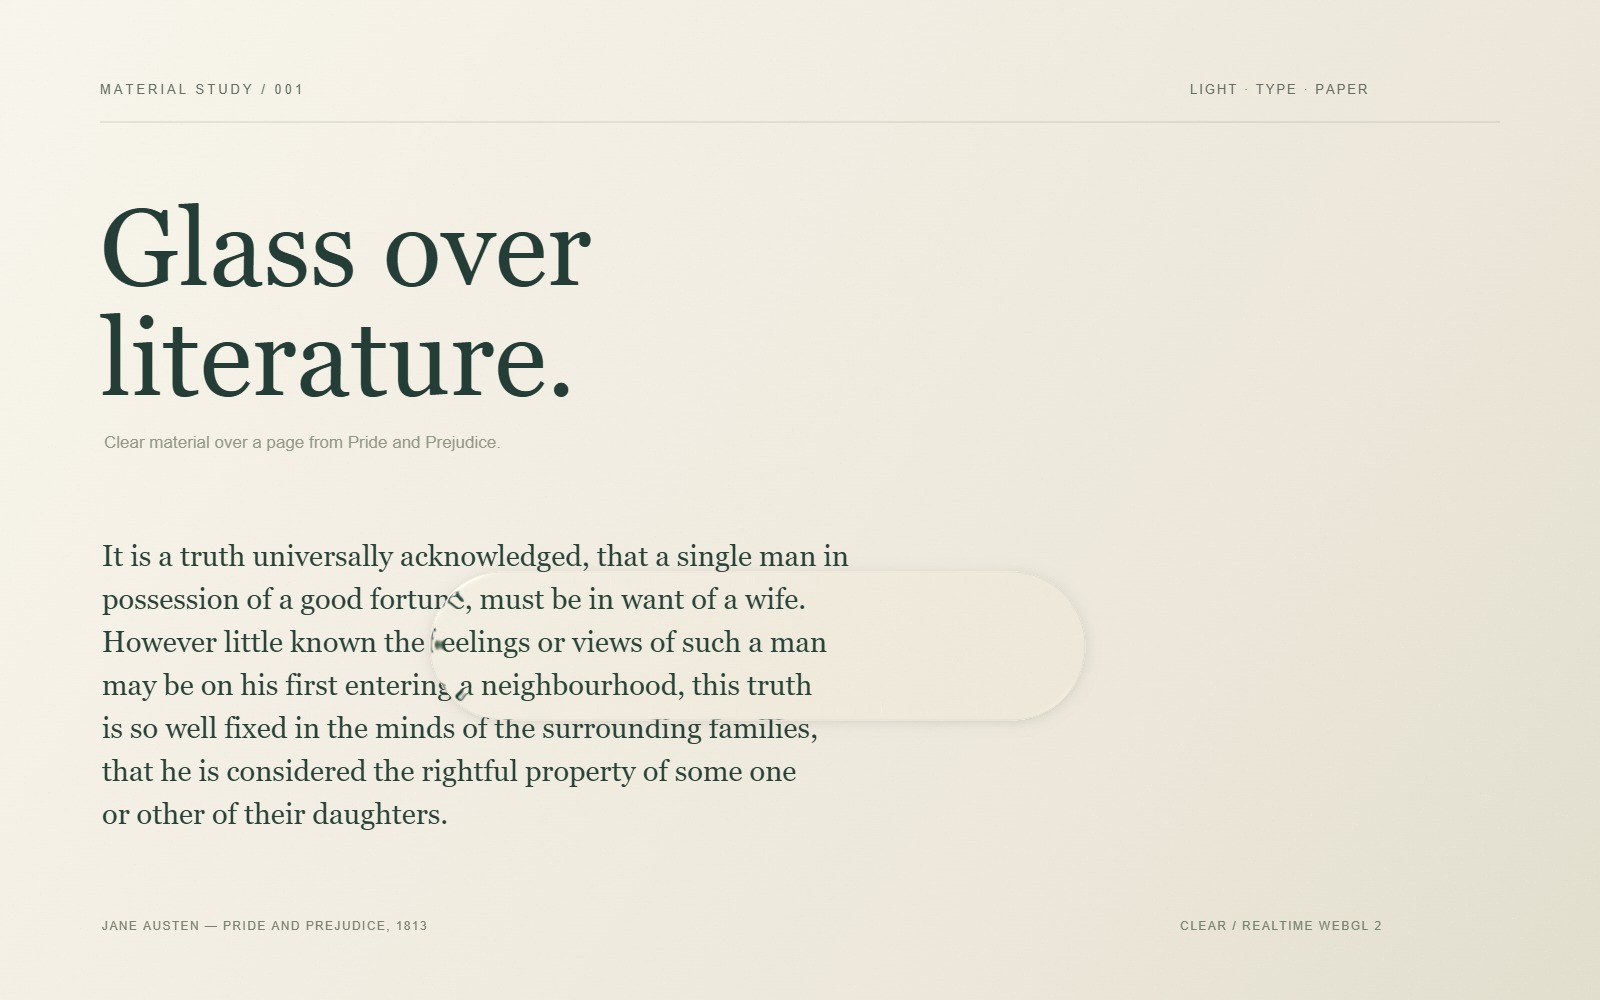 MATERIAL STUDY / 001
LIGHT · TYPE · PAPER
Glass over
literature.
Clear material over a page from Pride and Prejudice.
It is a truth universally acknowledged, that a single man in
possession of a good fortune, must be in want of a wife.
However little known the feelings or views of such a man
may be on his first entering a neighbourhood, this truth
is so well fixed in the minds of the surrounding families,
that he is considered the rightful property of some one
or other of their daughters.
JANE AUSTEN — PRIDE AND PREJUDICE, 1813
CLEAR / REALTIME WEBGL 2